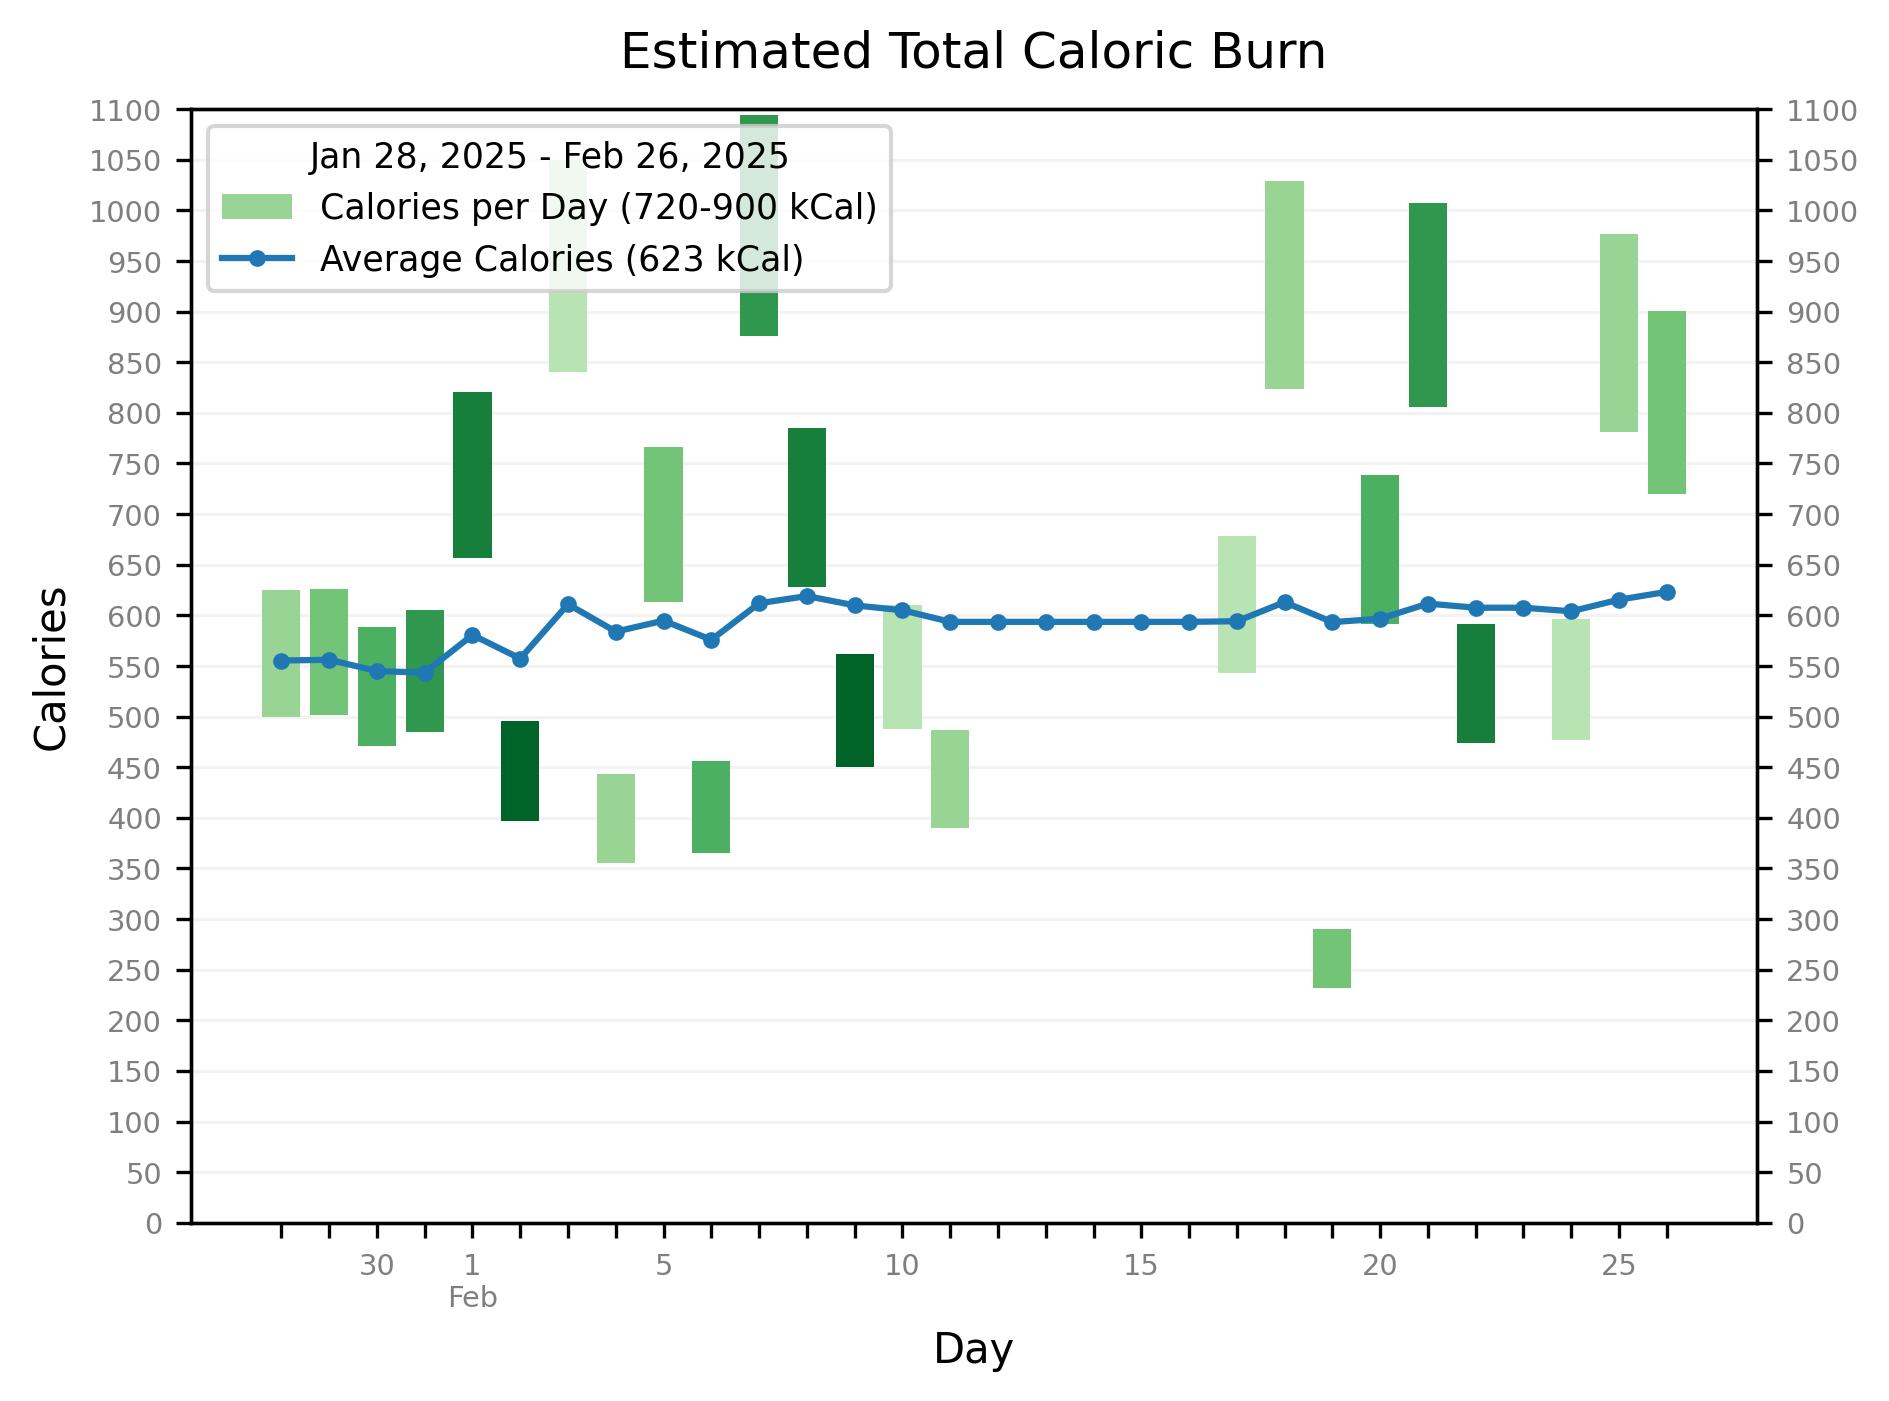 Estimated Total Caloric Burn
Jan 28, 2025 - Feb 26, 2025
Calories per Day (720-900 kCal)
Average Calories (623 kCal)
Calories
1100 1100
1050 1050
1000 1000
950 950
900 900
850 850
800 800
750 750
700 700
650 650
600 600
550 550
500 500
450 450
400 400
350 350
300 300
250 250
200 200
150 150
100 100
50 50
0 0
30 1 5 10 15 20 25
Feb
Day